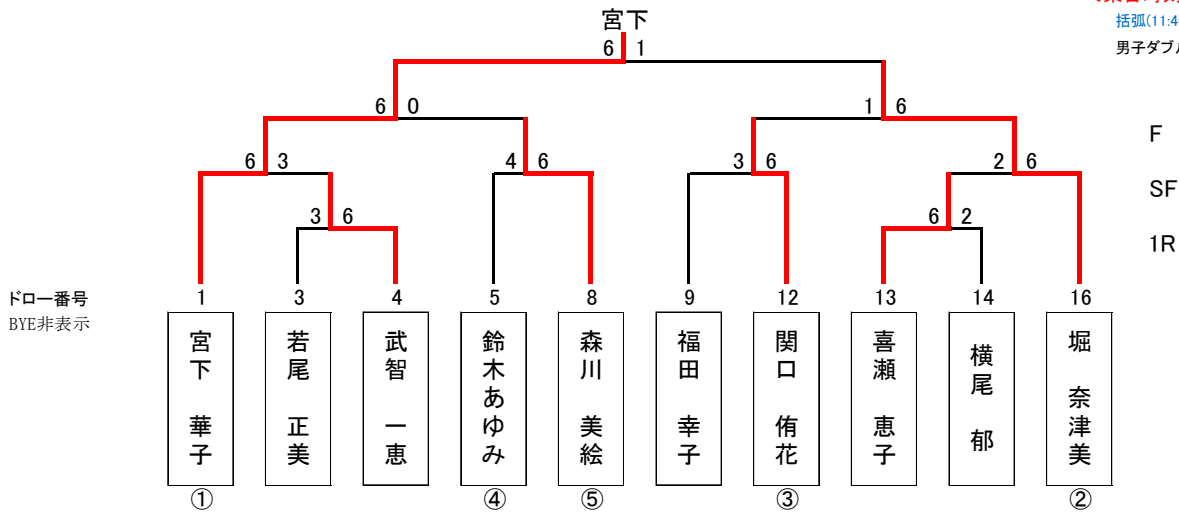 宮下
括弧(11:4
男子ダブル
6 1
6 0
1 6
F
6 3
4 6
3 6
2 6
SF
3 6
6 2
1R
ドロー番号
1 3 4 5 8 9 12 13 14 16
BYE非表示
宮下 華子
若尾 正美
武智 一恵
鈴木あゆみ
森川 美絵
福田 幸子
関口 侑花
喜瀬 恵子
横尾 郁
堀 奈津美
① ④ ⑤ ③ ②